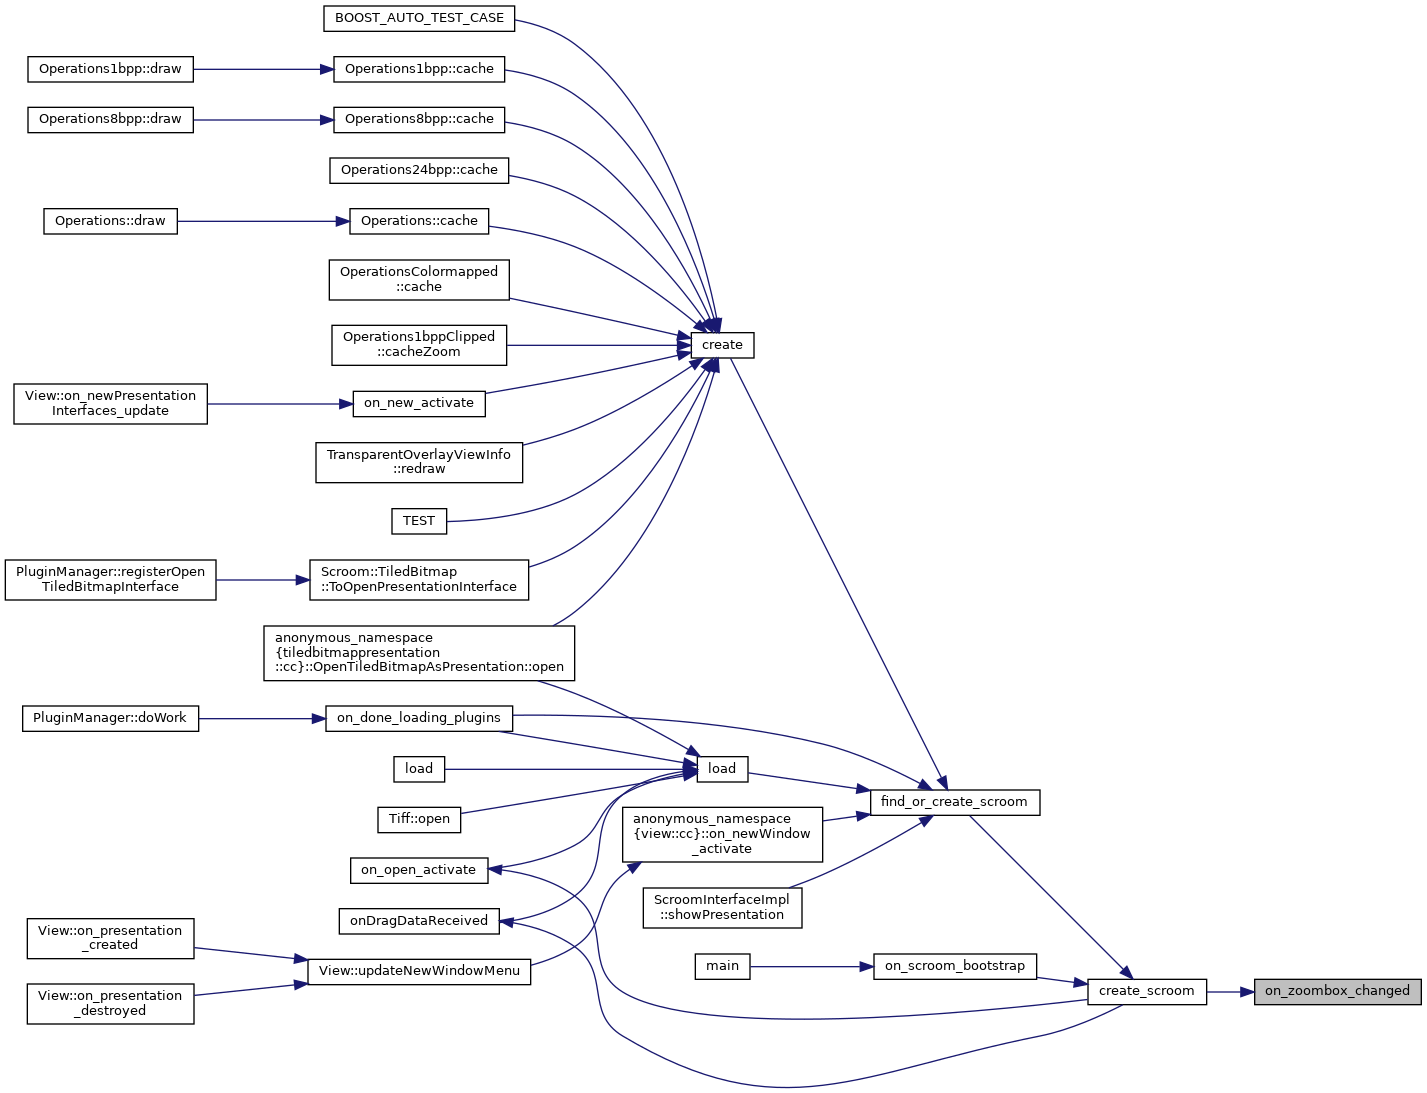 BOOST_AUTO_TEST_CASE
Operations1bpp::draw
Operations1bpp::cache
Operations8bpp::draw
Operations8bpp::cache
Operations24bpp::cache
Operations::draw
Operations::cache
OperationsColormapped
::cache
Operations1bppClipped
::cacheZoom
create
View::on_newPresentation
Interfaces_update
on_new_activate
TransparentOverlayViewInfo
::redraw
TEST
PluginManager::registerOpen
TiledBitmapInterface
Scroom::TiledBitmap
::ToOpenPresentationInterface
anonymous_namespace
{tiledbitmappresentation
::cc}::OpenTiledBitmapAsPresentation::open
PluginManager::doWork
on_done_loading_plugins
load
load
Tiff::open
find_or_create_scroom
anonymous_namespace
{view::cc}::on_newWindow
_activate
on_open_activate
ScroomInterfaceImpl
::showPresentation
onDragDataReceived
View::on_presentation
_created
View::updateNewWindowMenu
View::on_presentation
_destroyed
main
on_scroom_bootstrap
create_scroom
on_zoombox_changed